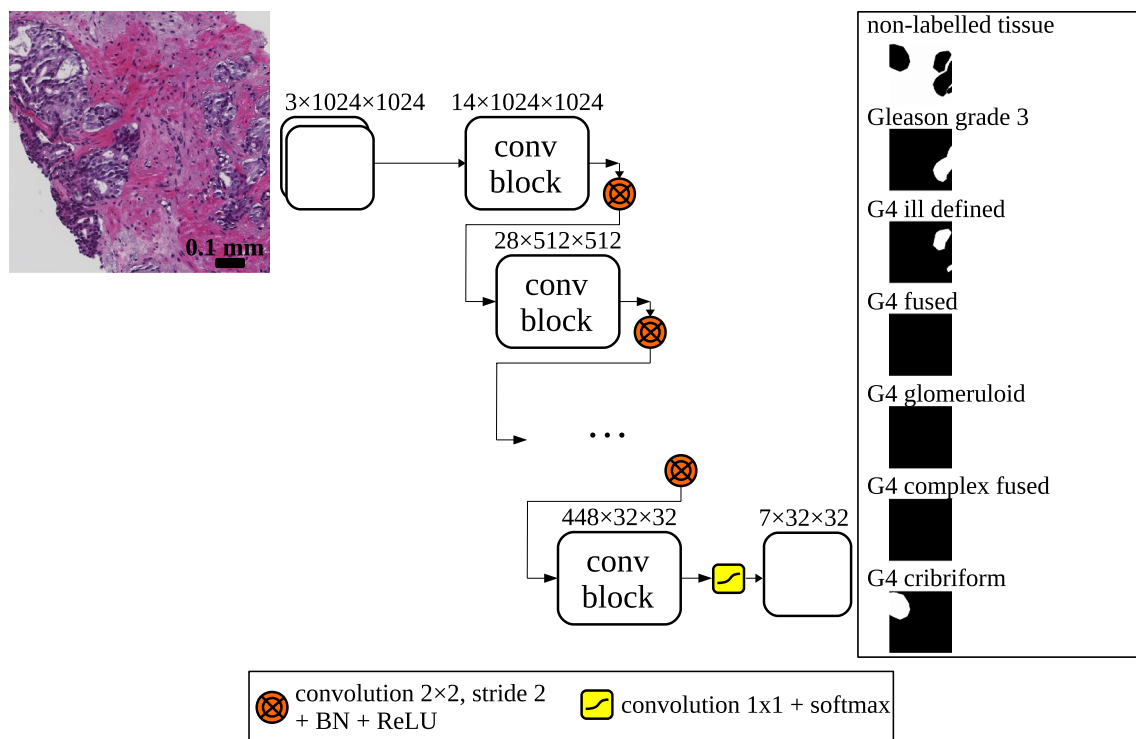 0.1 mm
3×1024×1024
14×1024×1024
conv
block
28×512×512
conv
block
...
448×32×32
conv
block
7×32×32
non-labelled tissue
Gleason grade 3
G4 ill defined
G4 fused
G4 glomeruloid
G4 complex fused
G4 cribriform
convolution 2×2, stride 2
+ BN + ReLU
convolution 1x1 + softmax